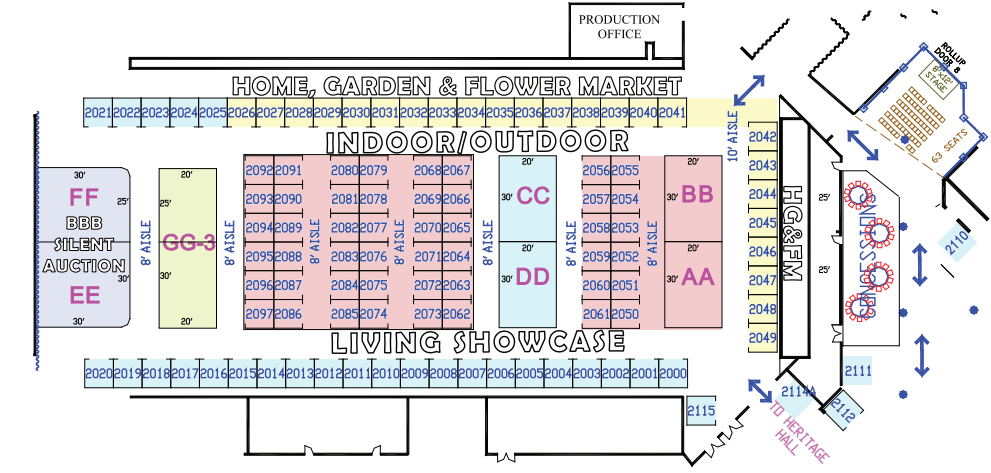 PRODUCTION
OFFICE
ROLLUP
DOOR 8
8'X12'
STAGE
63 SEATS
HOME, GARDEN & FLOWER MARKET
2021 2022 2023 2024 2025 2026 2027 2028 2029 2030 2031 2032 2033 2034 2035 2036 2037 2038 2039 2040 2041
10' AISLE
INDOOR/OUTDOOR
30'
FF
25'
BBB
SILENT
AUCTION
EE
30'
30'
8' AISLE
20'
25'
GG-3
30'
20'
8' AISLE
2092 2091 2080 2079 2068 2067
2093 2090 2081 2078 2069 2066
2094 2089 2082 2077 2070 2065
2095 2088 2083 2076 2071 2064
2096 2087 2084 2075 2072 2063
2097 2086 2085 2074 2073 2062
8' AISLE
8' AISLE
8' AISLE
20'
30' CC
20'
30' DD
8' AISLE
2056 2055
2057 2054
2058 2053
2059 2052
2060 2051
2061 2050
8' AISLE
20'
30' BB
20'
30' AA
2042
2043
2044
2045
2046
2047
2048
2049
HG&FM
25'
25'
2110
LIVING SHOWCASE
2020 2019 2018 2017 2016 2015 2014 2013 2012 2011 2010 2009 2008 2007 2006 2005 2004 2003 2002 2001 2000
2111
2112
2114A
2115
TO HERITAGE
HALL